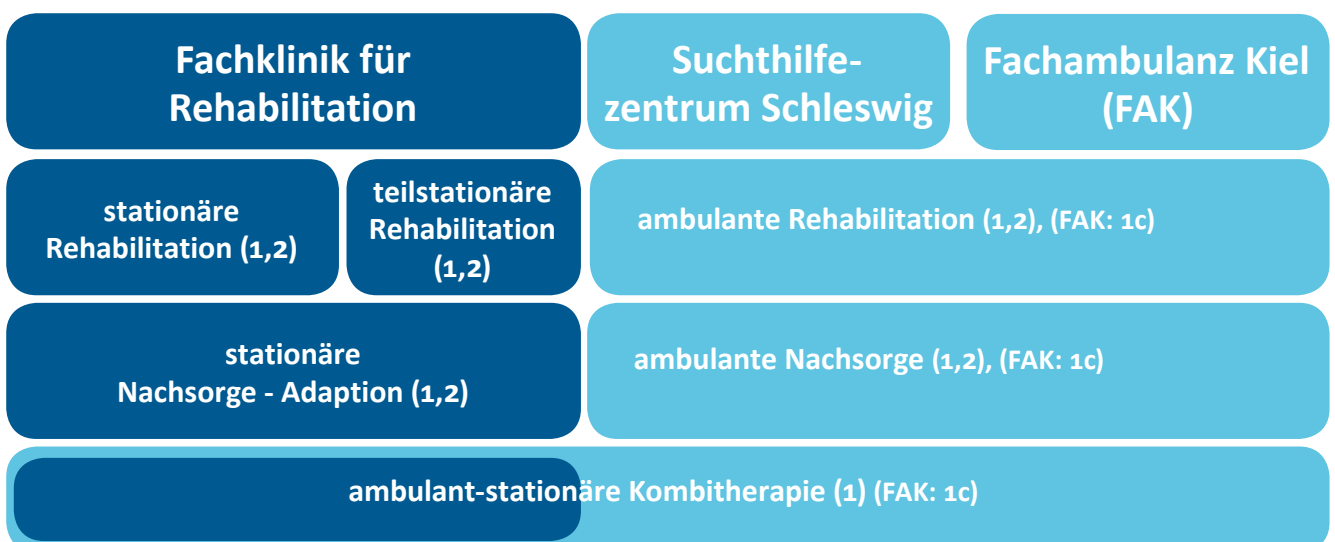 Fachklinik für
Rehabilitation
Suchthilfe-
zentrum Schleswig
Fachambulanz Kiel
(FAK)
stationäre
Rehabilitation (1,2)
teilstationäre
Rehabilitation
(1,2)
ambulante Rehabilitation (1,2), (FAK: 1c)
stationäre
Nachsorge - Adaption (1,2)
ambulante Nachsorge (1,2), (FAK: 1c)
ambulant-stationäre Kombitherapie (1) (FAK: 1c)